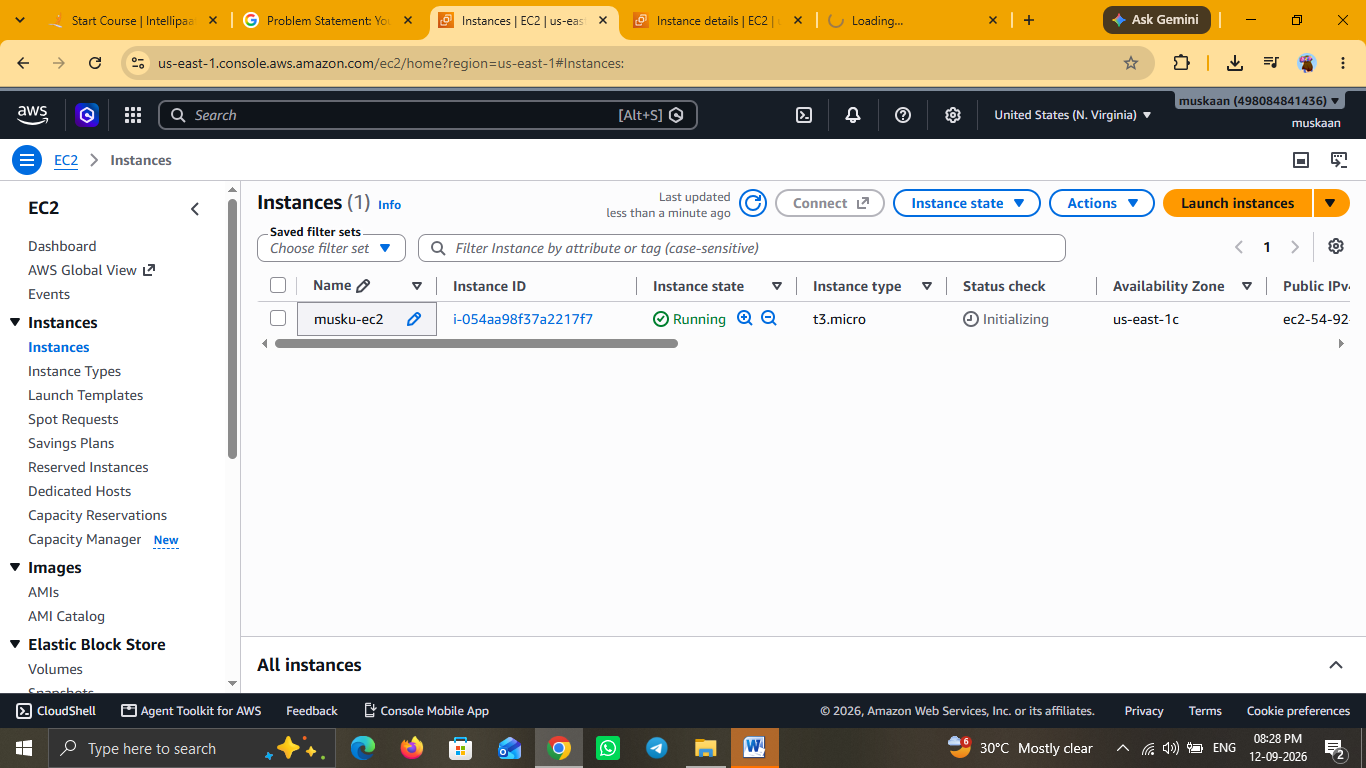 Start Course | Intellipaa
Problem Statement: You
Instances | EC2 | us-eas
Instance details | EC2 | u
Loading...
Ask Gemini
us-east-1.console.aws.amazon.com/ec2/home?region=us-east-1#Instances:
aws
Search
[Alt+S]
United States (N. Virginia)
muskaan (498084841436)
muskaan
EC2
Instances
EC2
Dashboard
AWS Global View
Events
Instances
Instances
Instance Types
Launch Templates
Spot Requests
Savings Plans
Reserved Instances
Dedicated Hosts
Capacity Reservations
Capacity Manager New
Images
AMIs
AMI Catalog
Elastic Block Store
Volumes
Snapshots
Instances (1) Info
Last updated
less than a minute ago
Connect
Instance state
Actions
Launch instances
Saved filter sets
Choose filter set
Filter Instance by attribute or tag (case-sensitive)
1
Name Instance ID Instance state Instance type Status check Availability Zone Public IPv4
musku-ec2 i-054aa98f37a2217f7 Running t3.micro Initializing us-east-1c ec2-54-92-
All instances
CloudShell Agent Toolkit for AWS Feedback Console Mobile App © 2026, Amazon Web Services, Inc. or its affiliates. Privacy Terms Cookie preferences
Type here to search
6
30°C Mostly clear
ENG
08:28 PM
12-09-2026
2